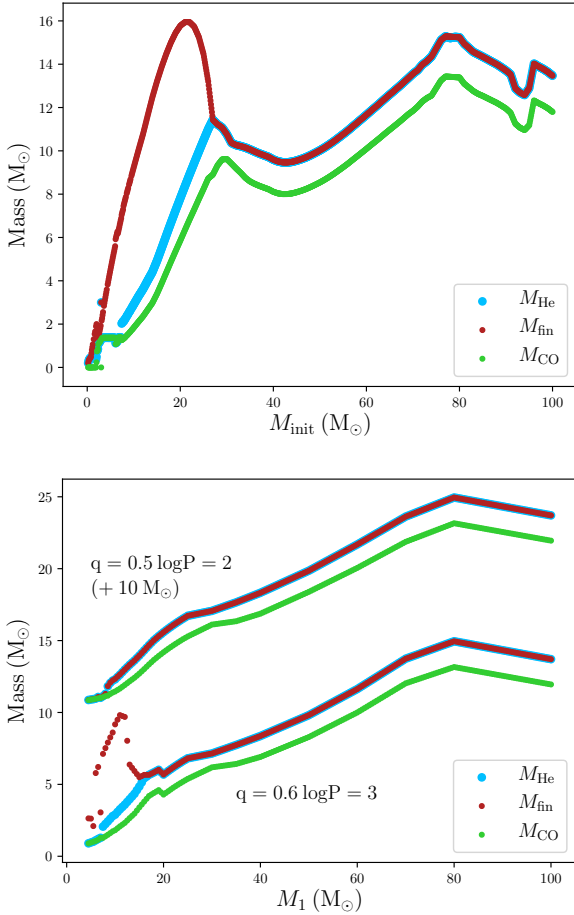 16
14
12
10
8
6
4
2
0
Mass (M⊙)
M_He
M_fin
M_CO
0 20 40 60 80 100
M_init (M⊙)
25
20
15
10
5
0
Mass (M⊙)
q = 0.5 logP = 2
(+ 10 M⊙)
q = 0.6 logP = 3
M_He
M_fin
M_CO
0 20 40 60 80 100
M_1 (M⊙)